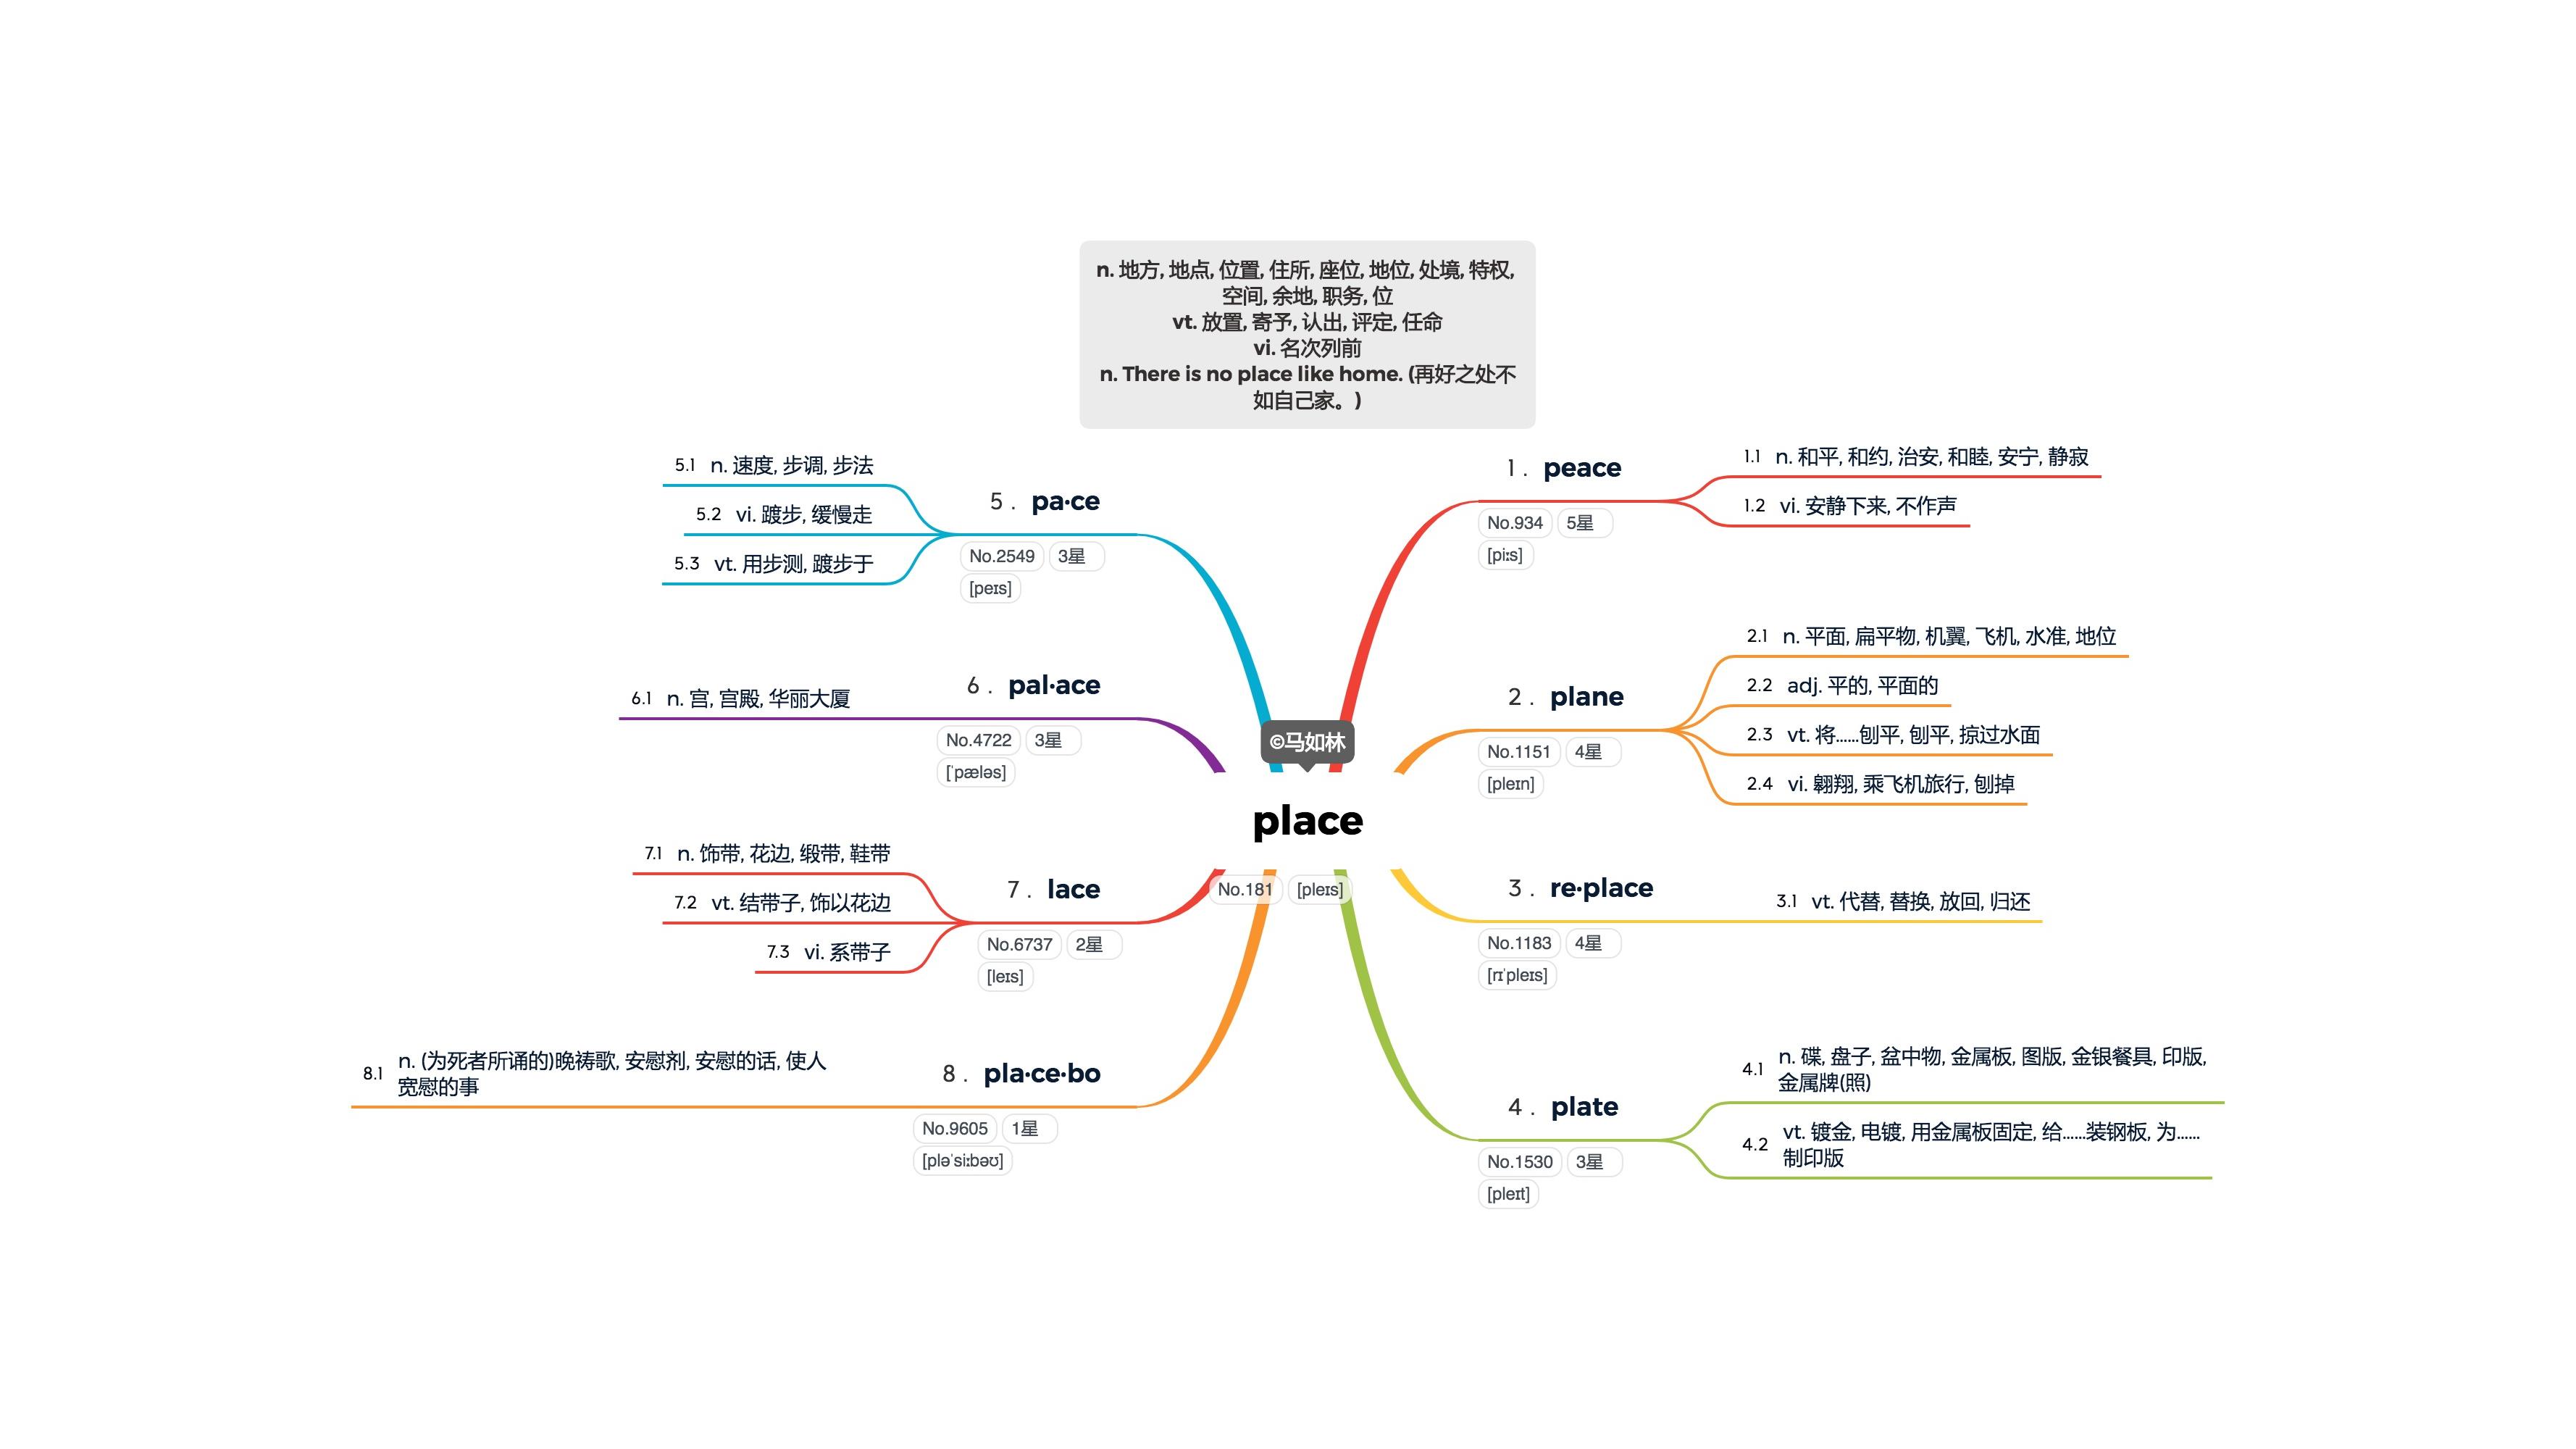 n. 地方, 地点, 位置, 住所, 座位, 地位, 处境, 特权,
空间, 余地, 职务, 位
vt. 放置, 寄予, 认出, 评定, 任命
vi. 名次列前
n. There is no place like home. (再好之处不
如自己家。)
©马如林
place
No.181 [pleɪs]
1. peace
No.934 5星
[piːs]
1.1 n. 和平, 和约, 治安, 和睦, 安宁, 静寂
1.2 vi. 安静下来, 不作声
2. plane
No.1151 4星
[pleɪn]
2.1 n. 平面, 扁平物, 机翼, 飞机, 水准, 地位
2.2 adj. 平的, 平面的
2.3 vt. 将……刨平, 刨平, 掠过水面
2.4 vi. 翱翔, 乘飞机旅行, 刨掉
3. re·place
No.1183 4星
[rɪˈpleɪs]
3.1 vt. 代替, 替换, 放回, 归还
4. plate
No.1530 3星
[pleɪt]
4.1 n. 碟, 盘子, 盆中物, 金属板, 图版, 金银餐具, 印版,
金属牌(照)
4.2 vt. 镀金, 电镀, 用金属板固定, 给……装钢板, 为……
制印版
5. pa·ce
No.2549 3星
[peɪs]
5.1 n. 速度, 步调, 步法
5.2 vi. 踱步, 缓慢走
5.3 vt. 用步测, 踱步于
6. pal·ace
No.4722 3星
[ˈpæləs]
6.1 n. 宫, 宫殿, 华丽大厦
7. lace
No.6737 2星
[leɪs]
7.1 n. 饰带, 花边, 缎带, 鞋带
7.2 vt. 结带子, 饰以花边
7.3 vi. 系带子
8. pla·ce·bo
No.9605 1星
[pləˈsiːbəʊ]
8.1 n. (为死者所诵的)晚祷歌, 安慰剂, 安慰的话, 使人
宽慰的事